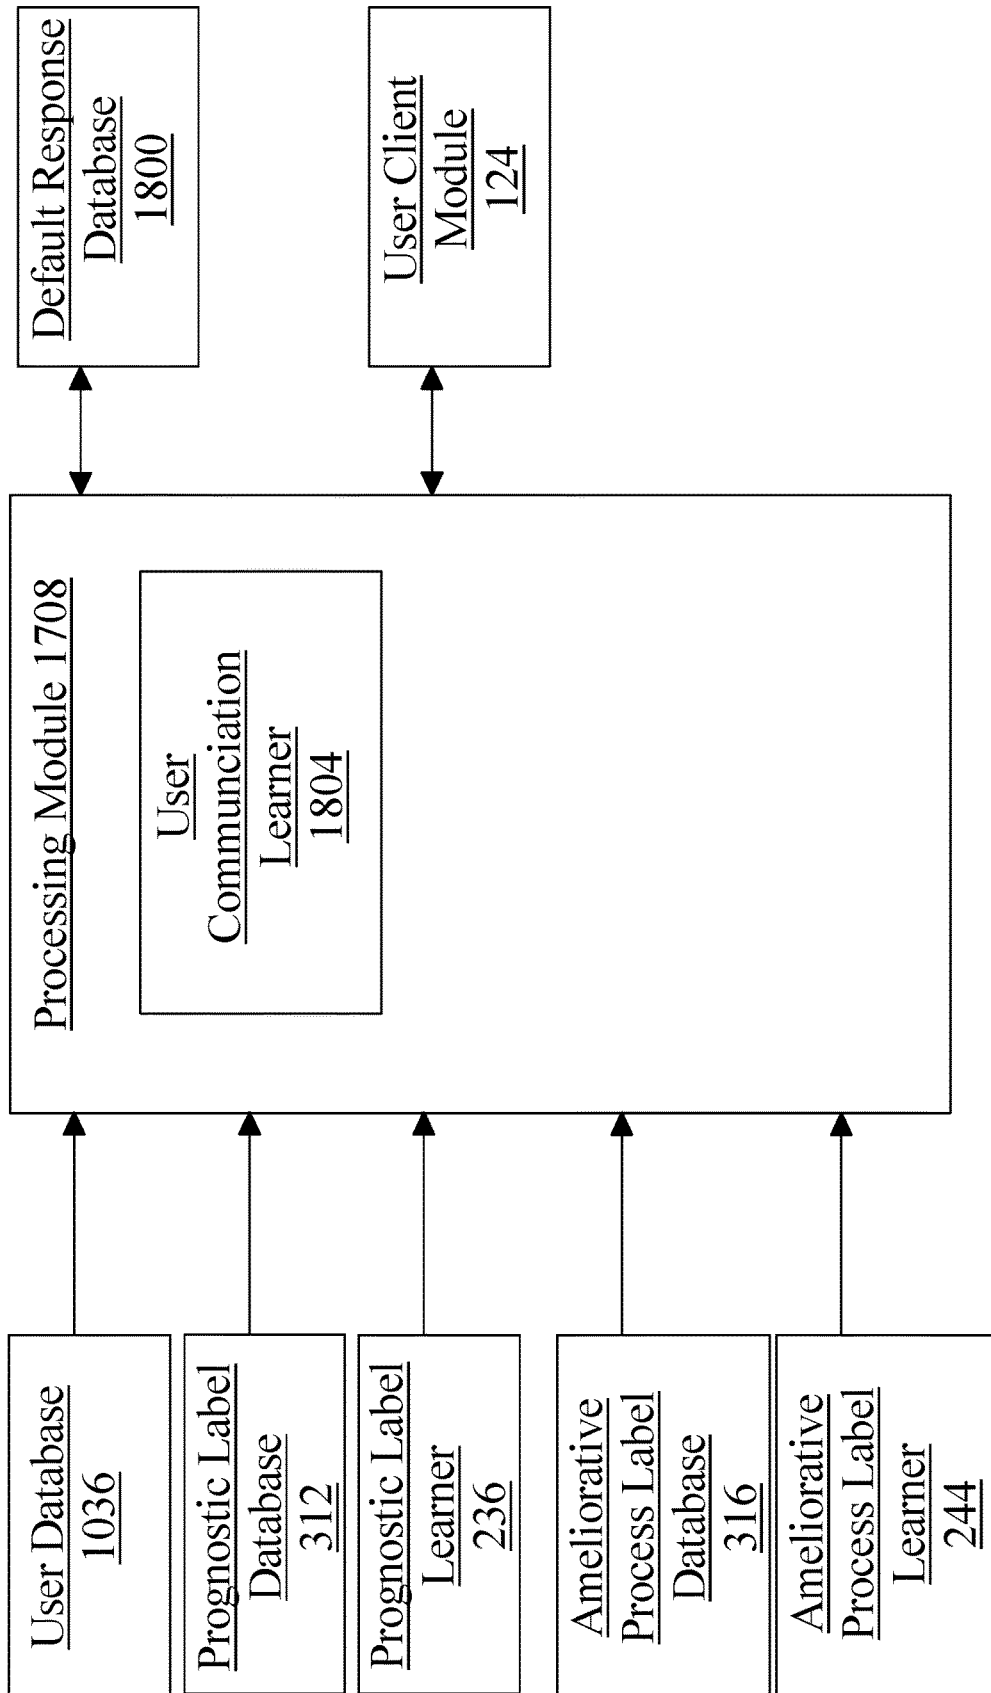 User Database
1036
Prognostic Label
Database
312
Prognostic Label
Learner
236
Ameliorative
Process Label
Database
316
Ameliorative
Process Label
Learner
244
Processing Module 1708
User
Communciation
Learner
1804
Default Response
Database
1800
User Client
Module
124